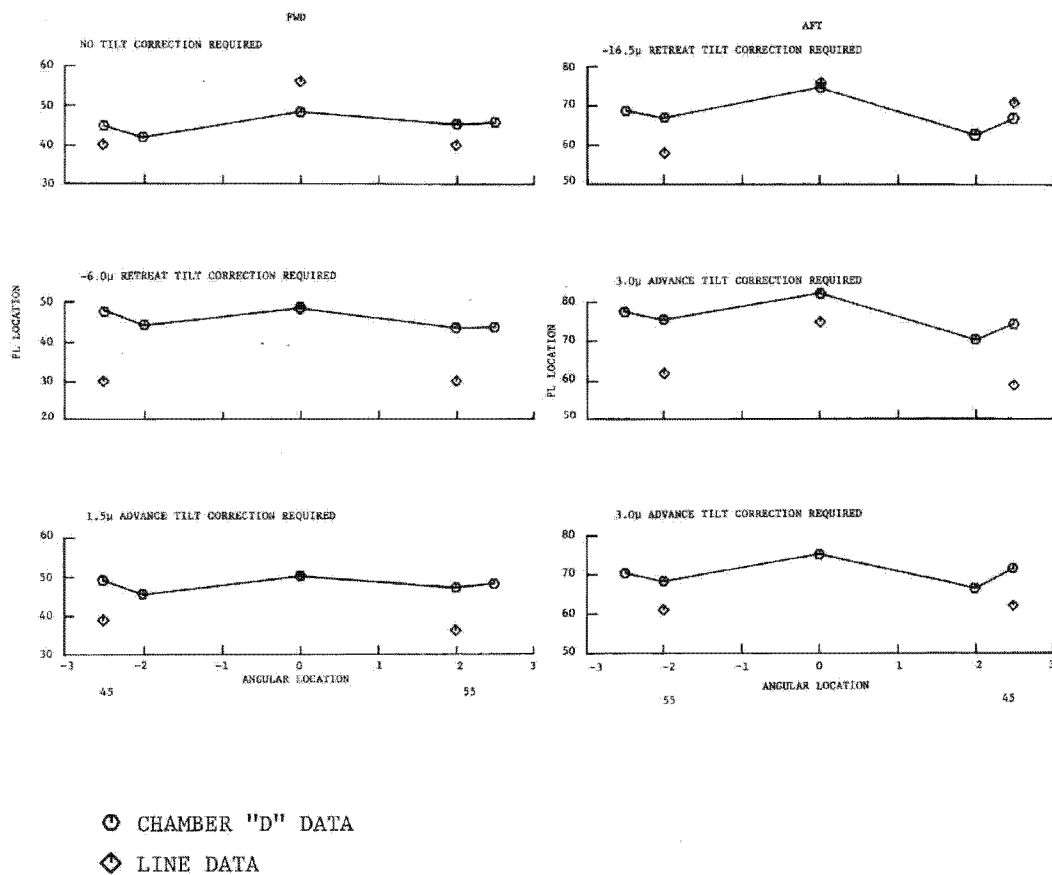 FWD
NO TILT CORRECTION REQUIRED
60
50
40
30
AFT
-16.5μ RETREAT TILT CORRECTION REQUIRED
80
70
60
50
-6.0μ RETREAT TILT CORRECTION REQUIRED
50
40
30
20
FL LOCATION
3.0μ ADVANCE TILT CORRECTION REQUIRED
80
70
60
50
FL LOCATION
1.5μ ADVANCE TILT CORRECTION REQUIRED
60
50
40
30
-3 -2 -1 0 1 2 3
ANGULAR LOCATION
45 55
3.0μ ADVANCE TILT CORRECTION REQUIRED
80
70
60
50
-3 -2 -1 0 1 2 3
ANGULAR LOCATION
55 45
CHAMBER "D" DATA
LINE DATA